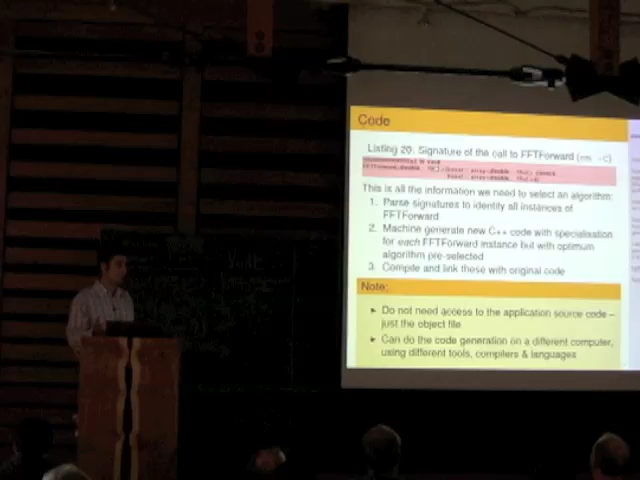 Code
Listing 20: Signature of the call to FFTForward (nm -C)
This is all the information we need to select an algorithm:
1. Parse signatures to identify all instances of
FFTForward
2. Machine generate new C++ code with specialisation
for each FFTForward instance but with optimum
algorithm pre-selected
3. Compile and link these with original code
Note:
▸ Do not need access to the application source code –
just the object file
▸ Can do the code generation on a different computer,
using different tools, compilers & languages